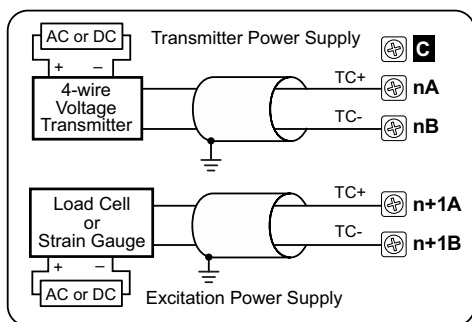 AC or DC
Transmitter Power Supply
C
+ –
4-wire
Voltage
Transmitter
TC+
nA
TC-
nB
Load Cell
or
Strain Gauge
TC+
n+1A
TC-
n+1B
+ –
AC or DC
Excitation Power Supply